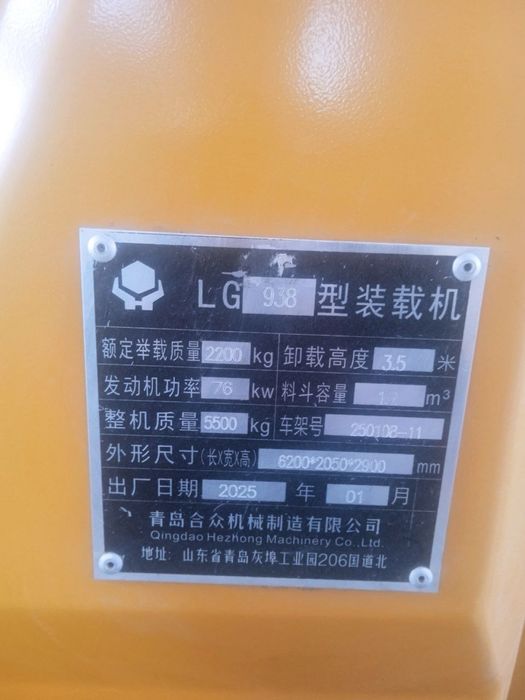 LG 938 型装载机
额定举载质量 2200 kg 卸载高度 3.5 米
发动机功率 76 kw 料斗容量 m³
整机质量 5500 kg 车架号 250108-11
外形尺寸(长X宽X高) 6200*2050*2900 mm
出厂日期 2025 年 01 月
青岛合众机械制造有限公司
Qingdao Hezhong Machinery Co., Ltd.
地址: 山东省青岛灰埠工业园206国道北